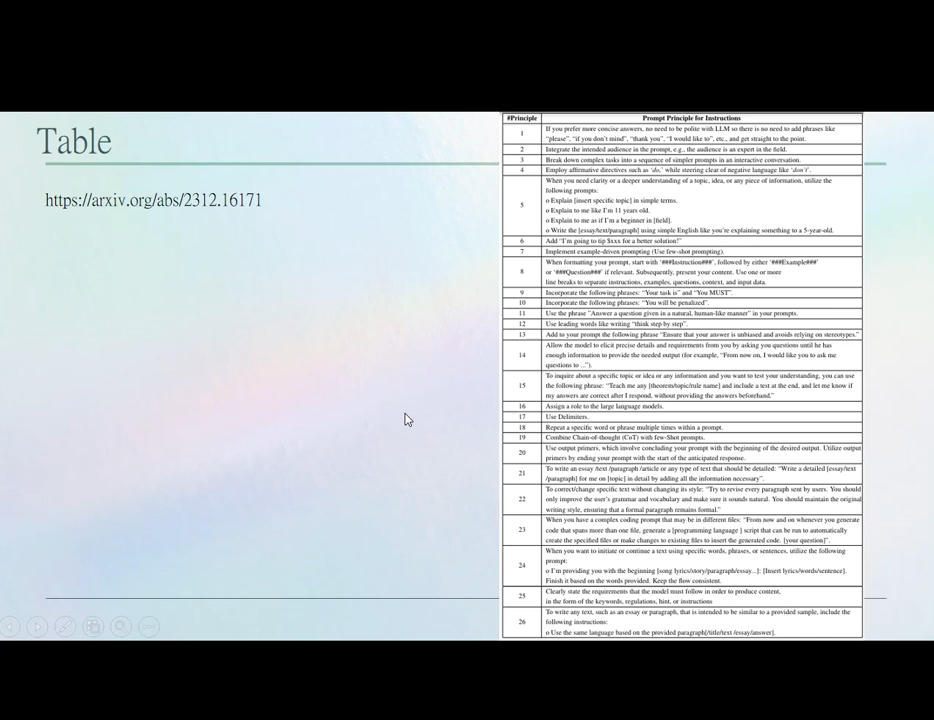 Table
https://arxiv.org/abs/2312.16171
#Principle Prompt Principle for Instructions
1 If you prefer more concise answers, no need to be polite with LLM so there is no need to add phrases like
"please", "if you don't mind", "thank you", "I would like to", etc., and get straight to the point.
2 Integrate the intended audience in the prompt, e.g., the audience is an expert in the field.
3 Break down complex tasks into a sequence of simpler prompts in an interactive conversation.
4 Employ affirmative directives such as 'do,' while steering clear of negative language like 'don't'.
5 When you need clarity or a deeper understanding of a topic, idea, or any piece of information, utilize the
following prompts:
o Explain [insert specific topic] in simple terms.
o Explain to me like I'm 11 years old.
o Explain to me as if I'm a beginner in [field].
o Write the [essay/text/paragraph] using simple English like you're explaining something to a 5-year-old.
6 Add "I'm going to tip $xxx for a better solution!"
7 Implement example-driven prompting (Use few-shot prompting).
8 When formatting your prompt, start with '###Instruction###', followed by either '###Example###'
or '###Question###' if relevant. Subsequently, present your content. Use one or more
line breaks to separate instructions, examples, questions, context, and input data.
9 Incorporate the following phrases: "Your task is" and "You MUST".
10 Incorporate the following phrases: "You will be penalized".
11 Use the phrase "Answer a question given in a natural, human-like manner" in your prompts.
12 Use leading words like writing "think step by step".
13 Add to your prompt the following phrase "Ensure that your answer is unbiased and avoids relying on stereotypes."
14 Allow the model to elicit precise details and requirements from you by asking you questions until he has
enough information to provide the needed output (for example, "From now on, I would like you to ask me
questions to ...").
15 To inquire about a specific topic or idea or any information and you want to test your understanding, you can use
the following phrase: "Teach me any [theorem/topic/rule name] and include a test at the end, and let me know if
my answers are correct after I respond, without providing the answers beforehand."
16 Assign a role to the large language models.
17 Use Delimiters.
18 Repeat a specific word or phrase multiple times within a prompt.
19 Combine Chain-of-thought (CoT) with few-Shot prompts.
20 Use output primers, which involve concluding your prompt with the beginning of the desired output. Utilize output
primers by ending your prompt with the start of the anticipated response.
21 To write an essay /text /paragraph /article or any type of text that should be detailed: "Write a detailed [essay/text
/paragraph] for me on [topic] in detail by adding all the information necessary".
22 To correct/change specific text without changing its style: "Try to revise every paragraph sent by users. You should
only improve the user's grammar and vocabulary and make sure it sounds natural. You should maintain the original
writing style, ensuring that a formal paragraph remains formal."
23 When you have a complex coding prompt that may be in different files: "From now on whenever you generate
code that spans more than one file, generate a [programming language ] script that can be run to automatically
create the specified files or make changes to existing files to insert the generated code. [your question]".
24 When you want to initiate or continue a text using specific words, phrases, or sentences, utilize the following
prompt:
o I'm providing you with the beginning [song lyrics/story/paragraph/essay...]: [Insert lyrics/words/sentence].
Finish it based on the words provided. Keep the flow consistent.
25 Clearly state the requirements that the model must follow in order to produce content,
in the form of the keywords, regulations, hint, or instructions
26 To write any text, such as an essay or paragraph, that is intended to be similar to a provided sample, include the
following instructions:
o Use the same language based on the provided paragraph[/title/text /essay/answer].